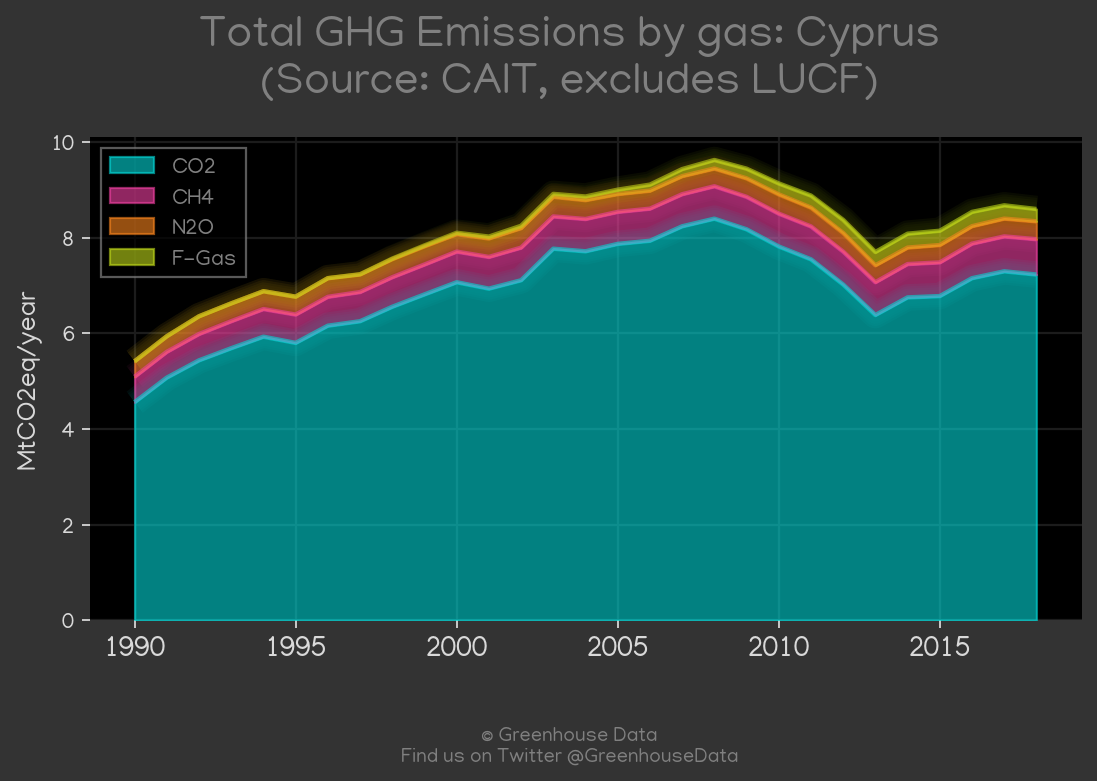 Total GHG Emissions by gas: Cyprus
(Source: CAIT, excludes LUCF)
MtCO2eq/year
10
8
6
4
2
0
CO2
CH4
N2O
F-Gas
1990 1995 2000 2005 2010 2015
© Greenhouse Data
Find us on Twitter @GreenhouseData